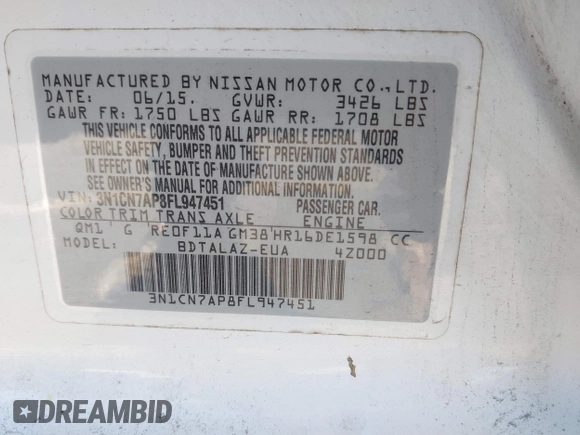 MANUFACTURED BY NISSAN MOTOR CO.,LTD.
DATE: 06/15. GVWR: 3426 LBS
GAWR FR: 1750 LBS GAWR RR: 1708 LBS
THIS VEHICLE CONFORMS TO ALL APPLICABLE FEDERAL MOTOR
VEHICLE SAFETY, BUMPER AND THEFT PREVENTION STANDARDS
IN EFFECT ON THE DATE OF MANUFACTURE SHOWN ABOVE.
SEE OWNER'S MANUAL FOR ADDITIONAL INFORMATION.
VIN: 3N1CN7AP8FL947451 PASSENGER CAR.
COLOR TRIM TRANS AXLE ENGINE
QM1 G RE0F11A GM38 HR16DE1598 CC
MODEL: BDTALAZ-EUA 4Z000
3N1CN7AP8FL947451
DREAMBID